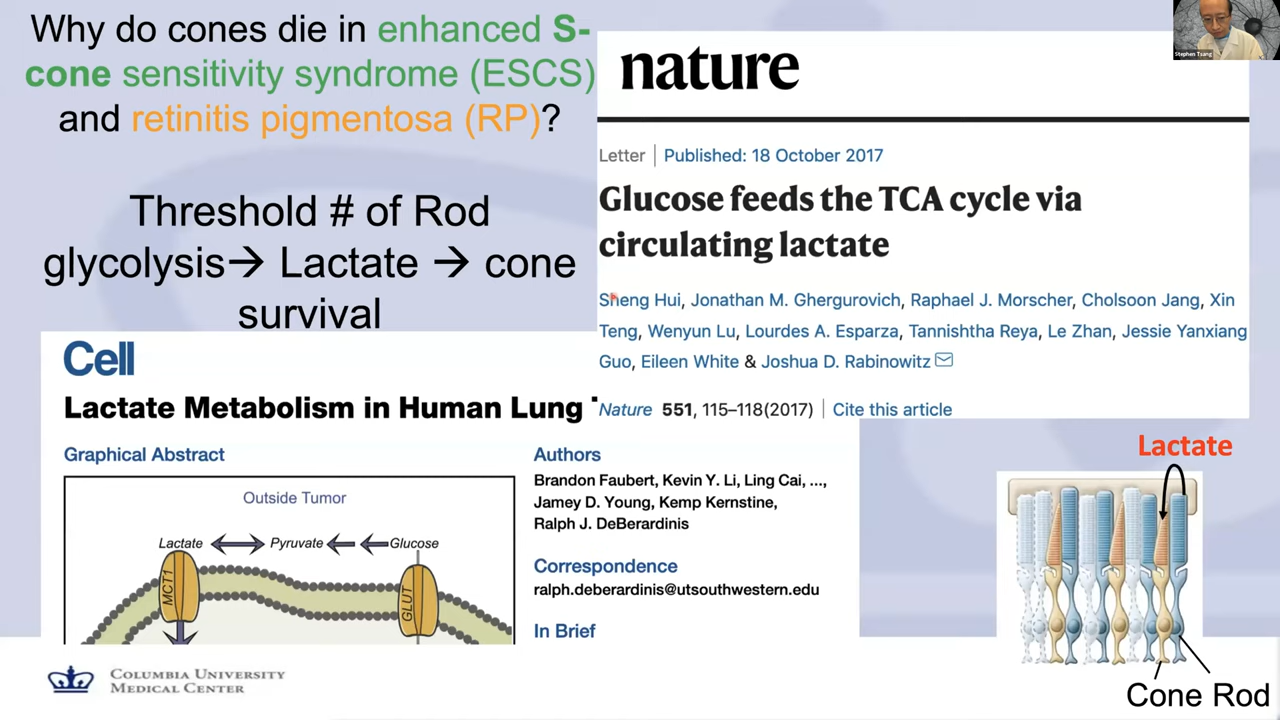 Why do cones die in enhanced S-
cone sensitivity syndrome (ESCS)
and retinitis pigmentosa (RP)?
Threshold # of Rod
glycolysis→ Lactate → cone
survival
nature
Letter | Published: 18 October 2017
Glucose feeds the TCA cycle via
circulating lactate
Sheng Hui, Jonathan M. Ghergurovich, Raphael J. Morscher, Cholsoon Jang, Xin
Teng, Wenyun Lu, Lourdes A. Esparza, Tannishtha Reya, Le Zhan, Jessie Yanxiang
Guo, Eileen White & Joshua D. Rabinowitz
Nature 551, 115–118(2017) | Cite this article
Cell
Lactate Metabolism in Human Lung
Graphical Abstract
Outside Tumor
Lactate Pyruvate Glucose
MCT1
GLUT
Authors
Brandon Faubert, Kevin Y. Li, Ling Cai, ...,
Jamey D. Young, Kemp Kernstine,
Ralph J. DeBerardinis
Correspondence
ralph.deberardinis@utsouthwestern.edu
In Brief
Lactate
Cone Rod
COLUMBIA UNIVERSITY
MEDICAL CENTER
Stephen Tsang